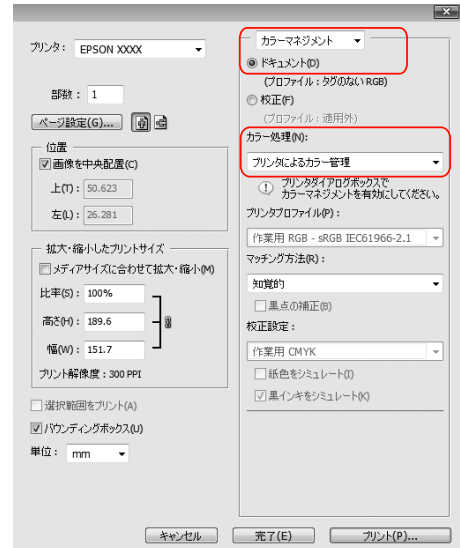 プリンタ： EPSON XXXX
部数： 1
ページ設定(G)...
位置
画像を中央配置(C)
上(T)： 50.623
左(L)： 26.281
拡大・縮小したプリントサイズ
メディアサイズに合わせて拡大・縮小(M)
比率(S)： 100%
高さ(H)： 189.6
幅(W)： 151.7
プリント解像度：300 PPI
選択範囲をプリント(A)
バウンディングボックス(U)
単位： mm
カラーマネジメント
ドキュメント(D)
(プロファイル：タグのない RGB)
校正(F)
(プロファイル：適用外)
カラー処理(N)：
プリンタによるカラー管理
プリンタダイアログボックスで
カラーマネジメントを有効にしてください。
プリンタプロファイル(P)：
作業用 RGB - sRGB IEC61966-2.1
マッチング方法(R)：
知覚的
黒点の補正(B)
校正設定：
作業用 CMYK
紙色をシミュレート(I)
黒インキをシミュレート(K)
キャンセル
完了(E)
プリント(P)...